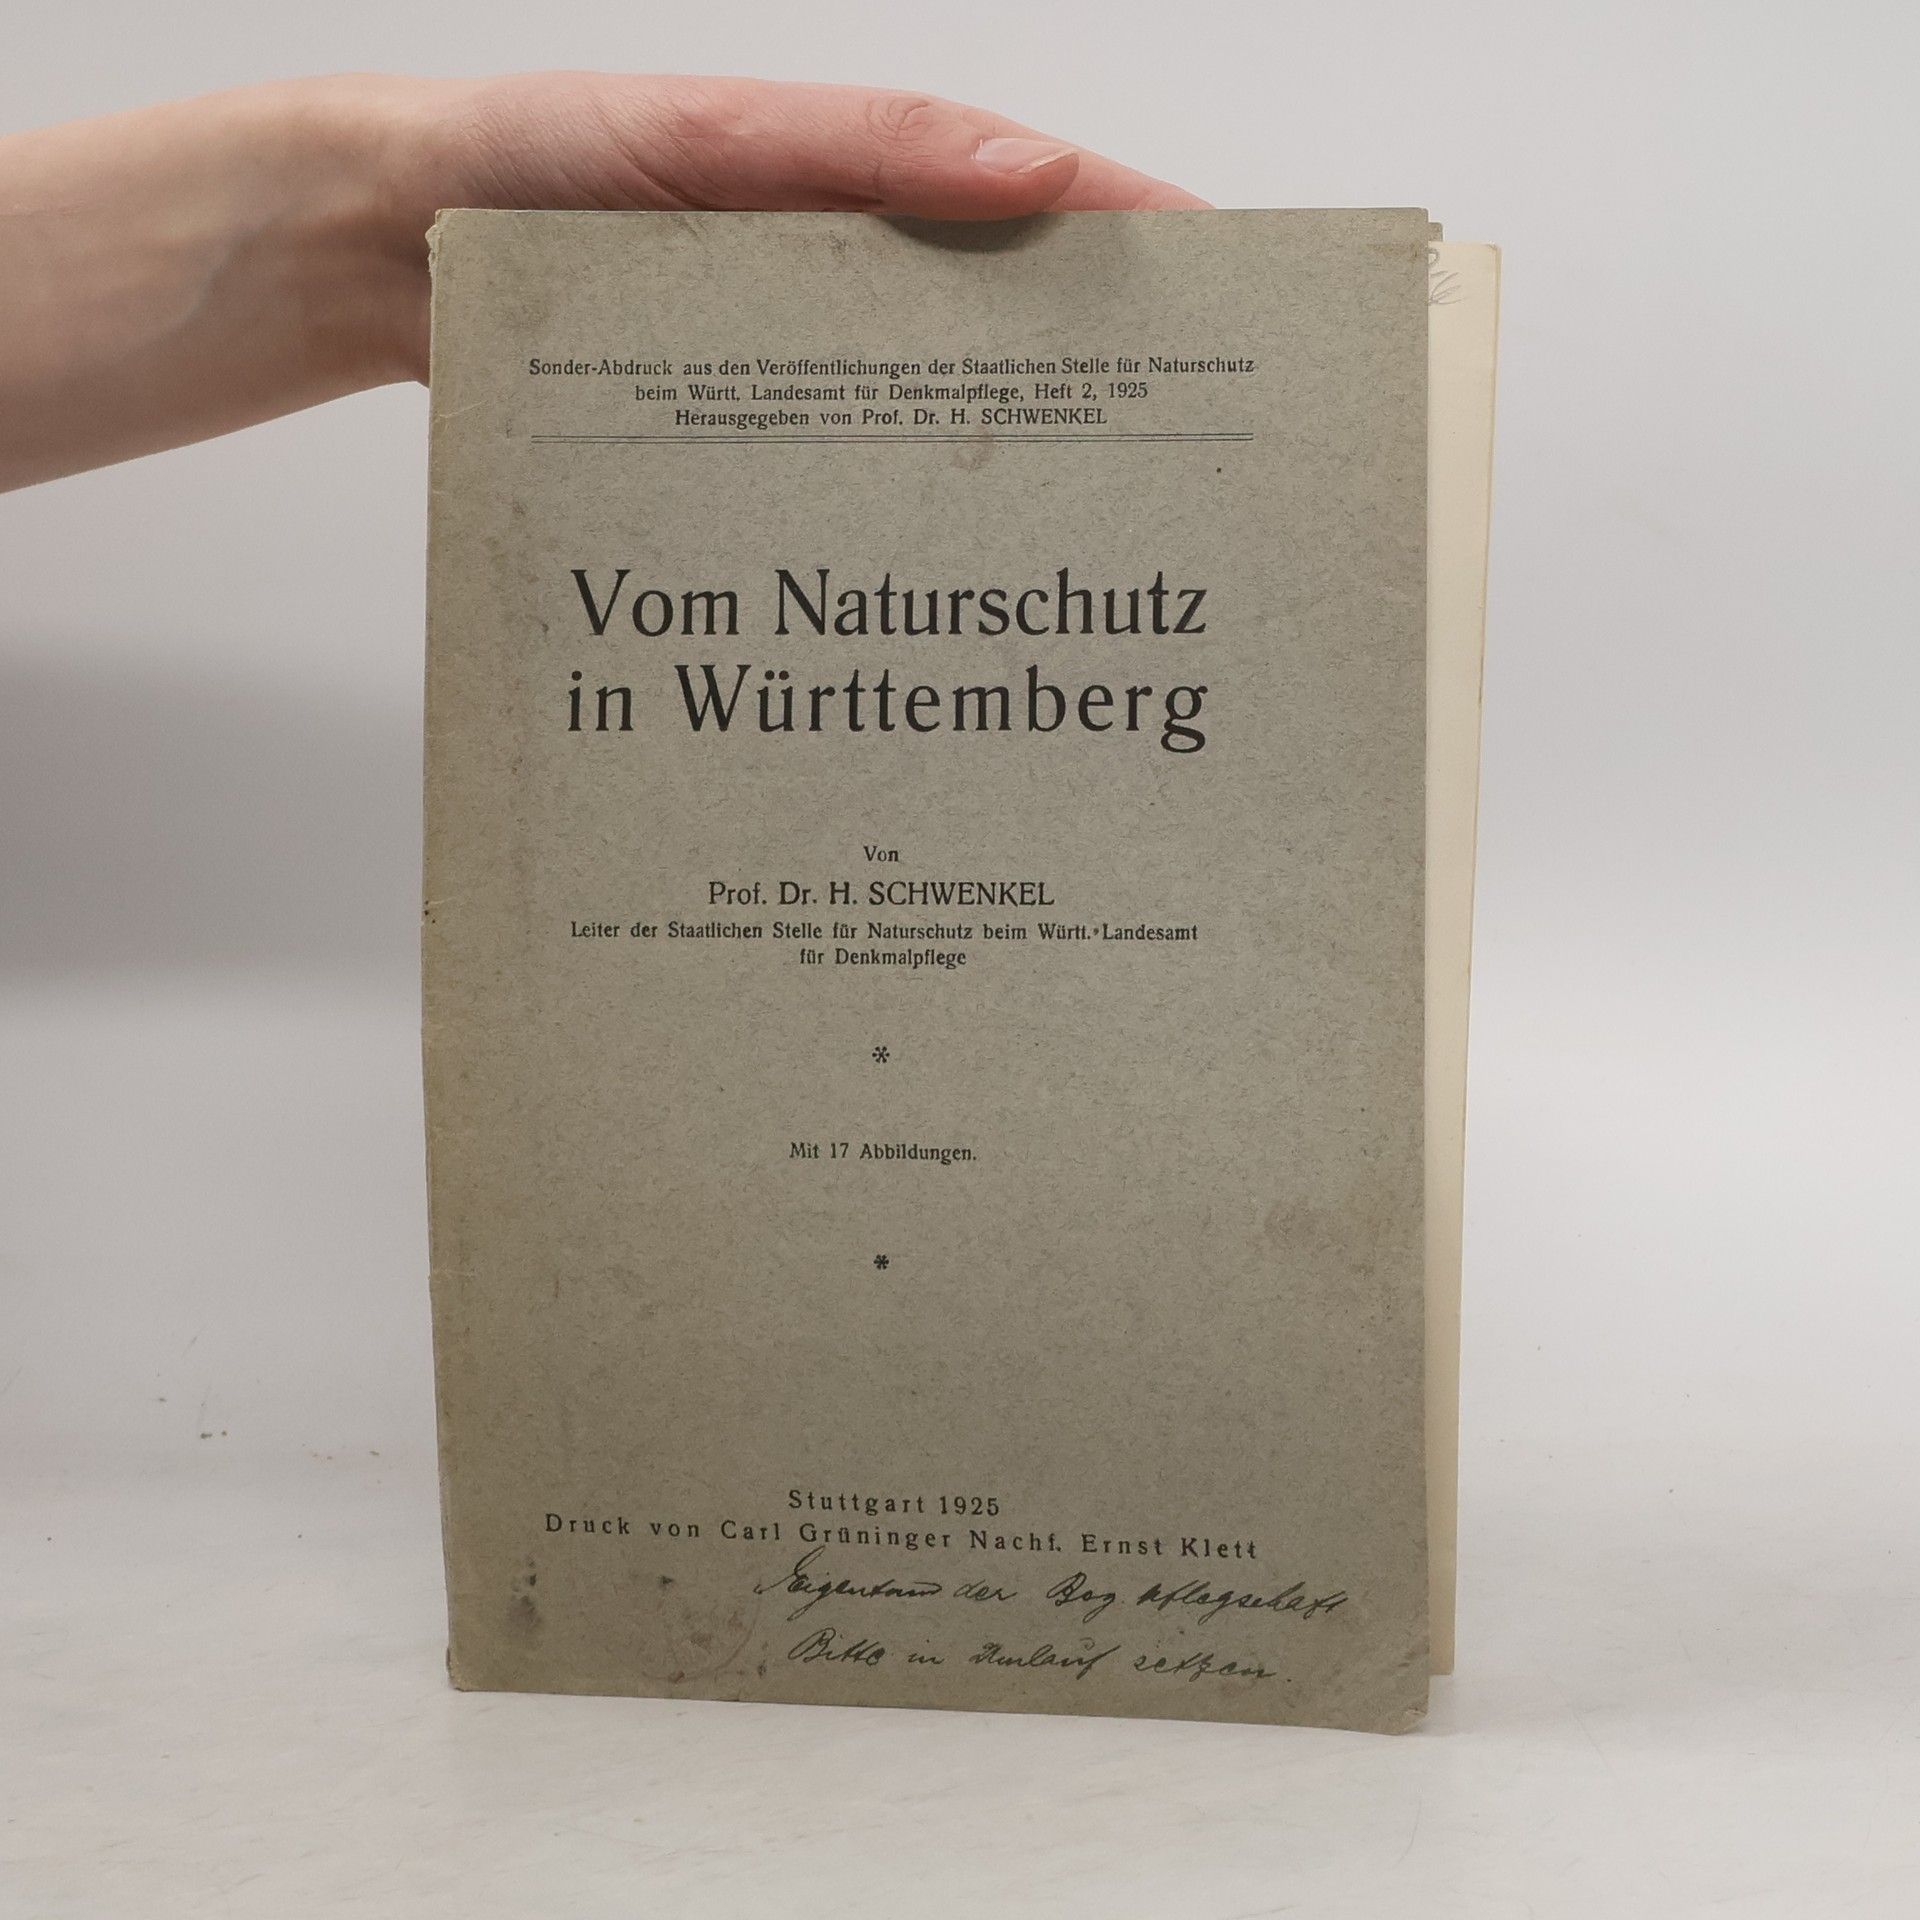 Sonder-Abdruck aus den Veröffentlichungen der Staatlichen Stelle für Naturschutz
beim Württ. Landesamt für Denkmalpflege, Heft 2, 1925
Herausgegeben von Prof. Dr. H. SCHWENKEL
Vom Naturschutz
in Württemberg
Von
Prof. Dr. H. SCHWENKEL
Leiter der Staatlichen Stelle für Naturschutz beim Württ. Landesamt
für Denkmalpflege
*
Mit 17 Abbildungen.
*
Stuttgart 1925
Druck von Carl Grüninger Nachf. Ernst Klett
Eigentum der Bez. Pflegschaft
Bitte in Umlauf setzen.